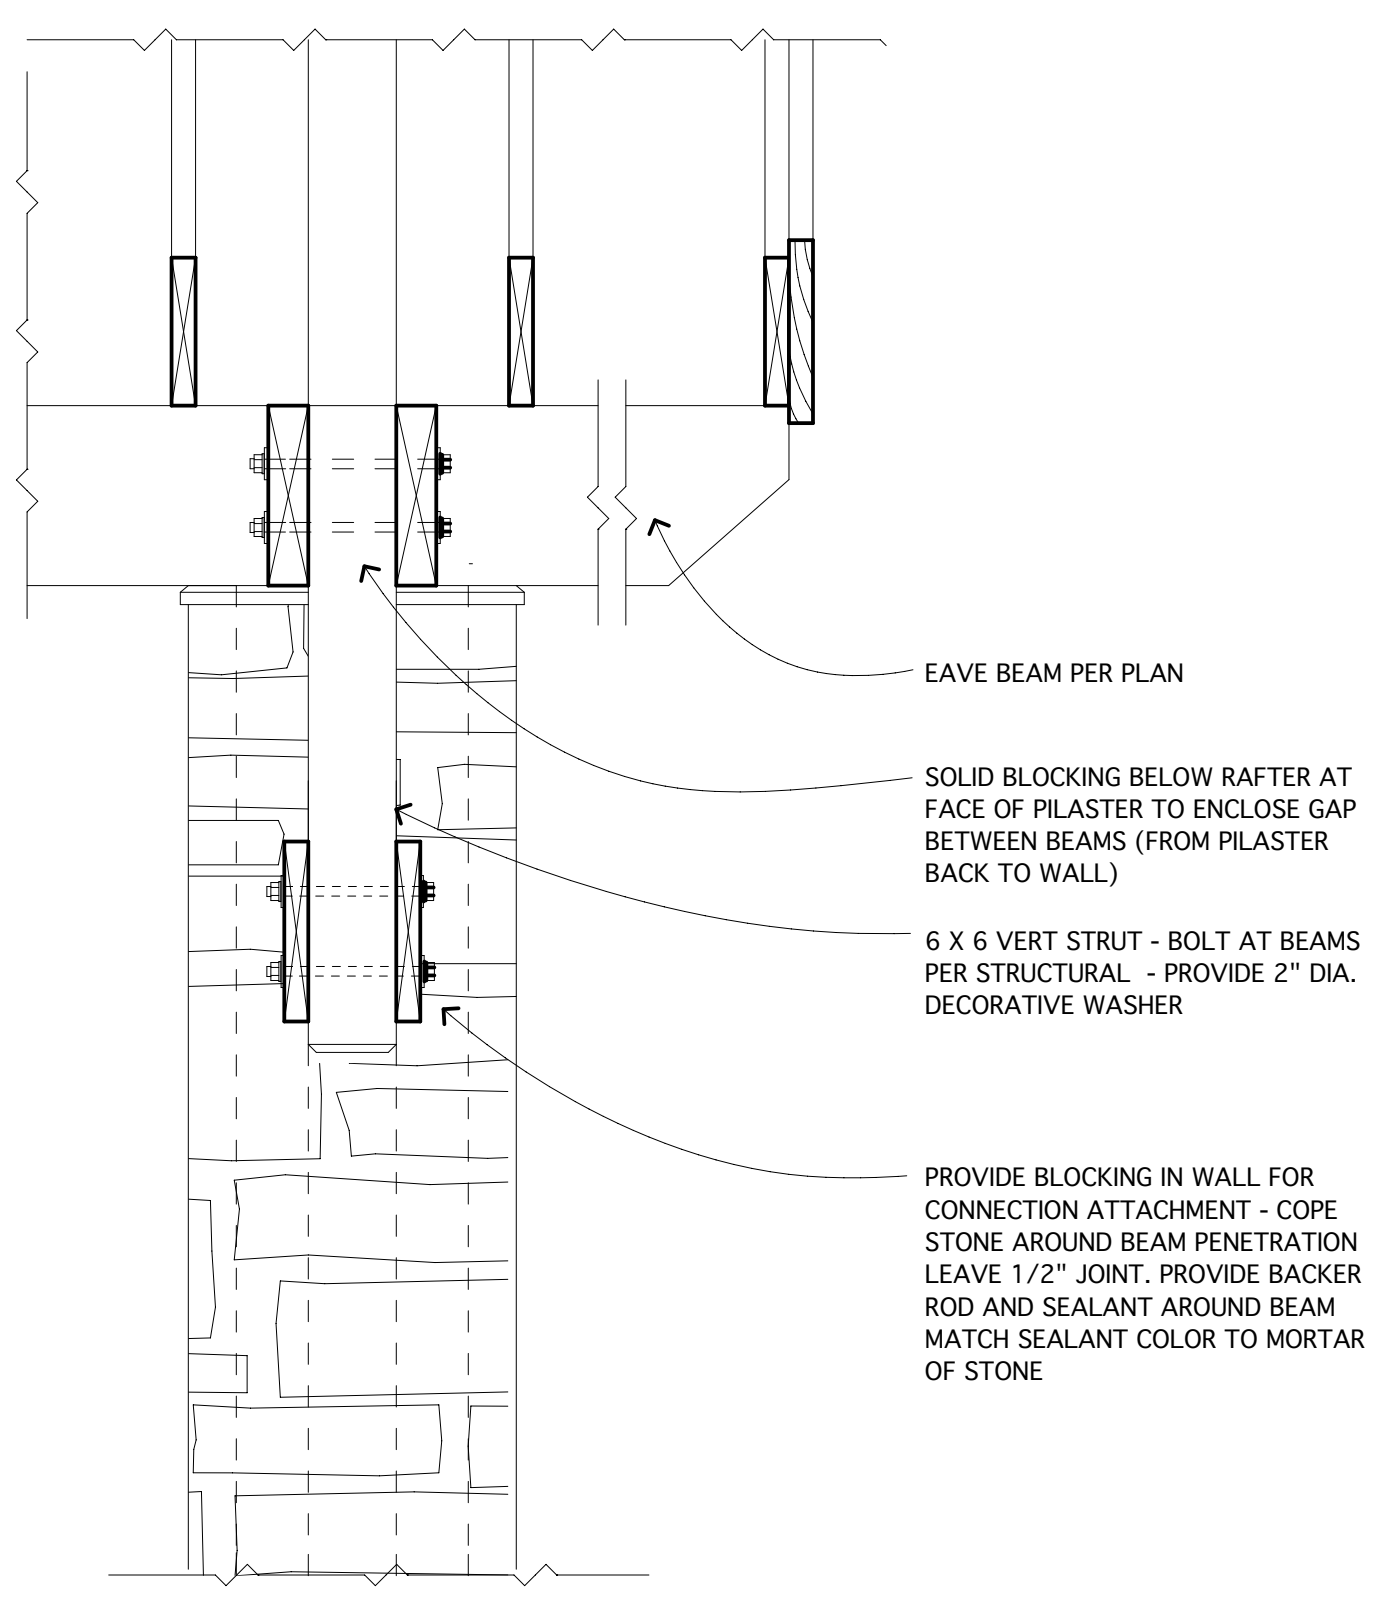 EAVE BEAM PER PLAN
SOLID BLOCKING BELOW RAFTER AT
FACE OF PILASTER TO ENCLOSE GAP
BETWEEN BEAMS (FROM PILASTER
BACK TO WALL)
6 X 6 VERT STRUT - BOLT AT BEAMS
PER STRUCTURAL - PROVIDE 2" DIA.
DECORATIVE WASHER
PROVIDE BLOCKING IN WALL FOR
CONNECTION ATTACHMENT - COPE
STONE AROUND BEAM PENETRATION
LEAVE 1/2" JOINT. PROVIDE BACKER
ROD AND SEALANT AROUND BEAM
MATCH SEALANT COLOR TO MORTAR
OF STONE